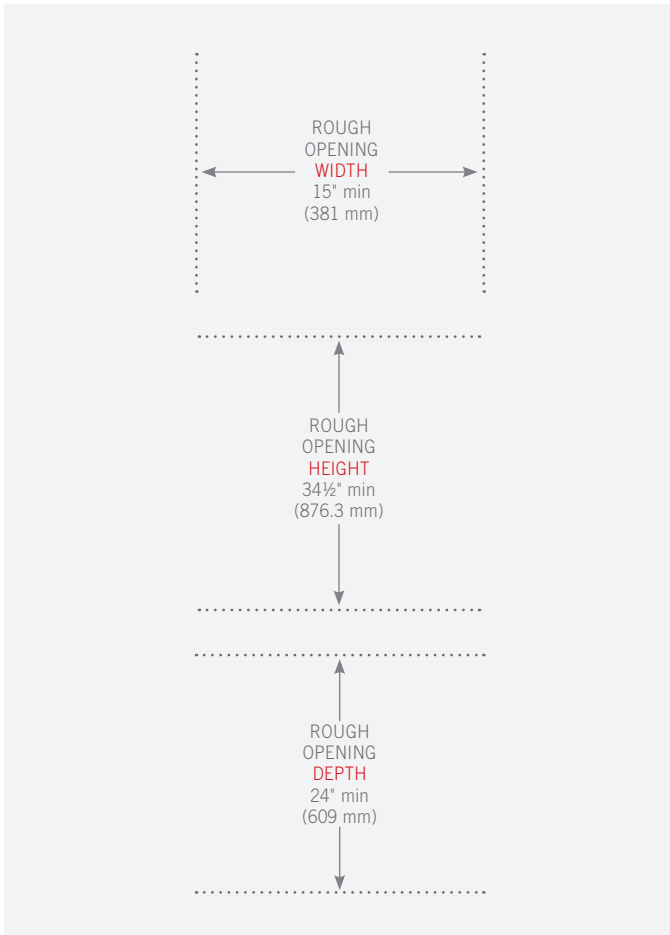 ROUGH
OPENING
WIDTH
15" min
(381 mm)
ROUGH
OPENING
HEIGHT
34½" min
(876.3 mm)
ROUGH
OPENING
DEPTH
24" min
(609 mm)